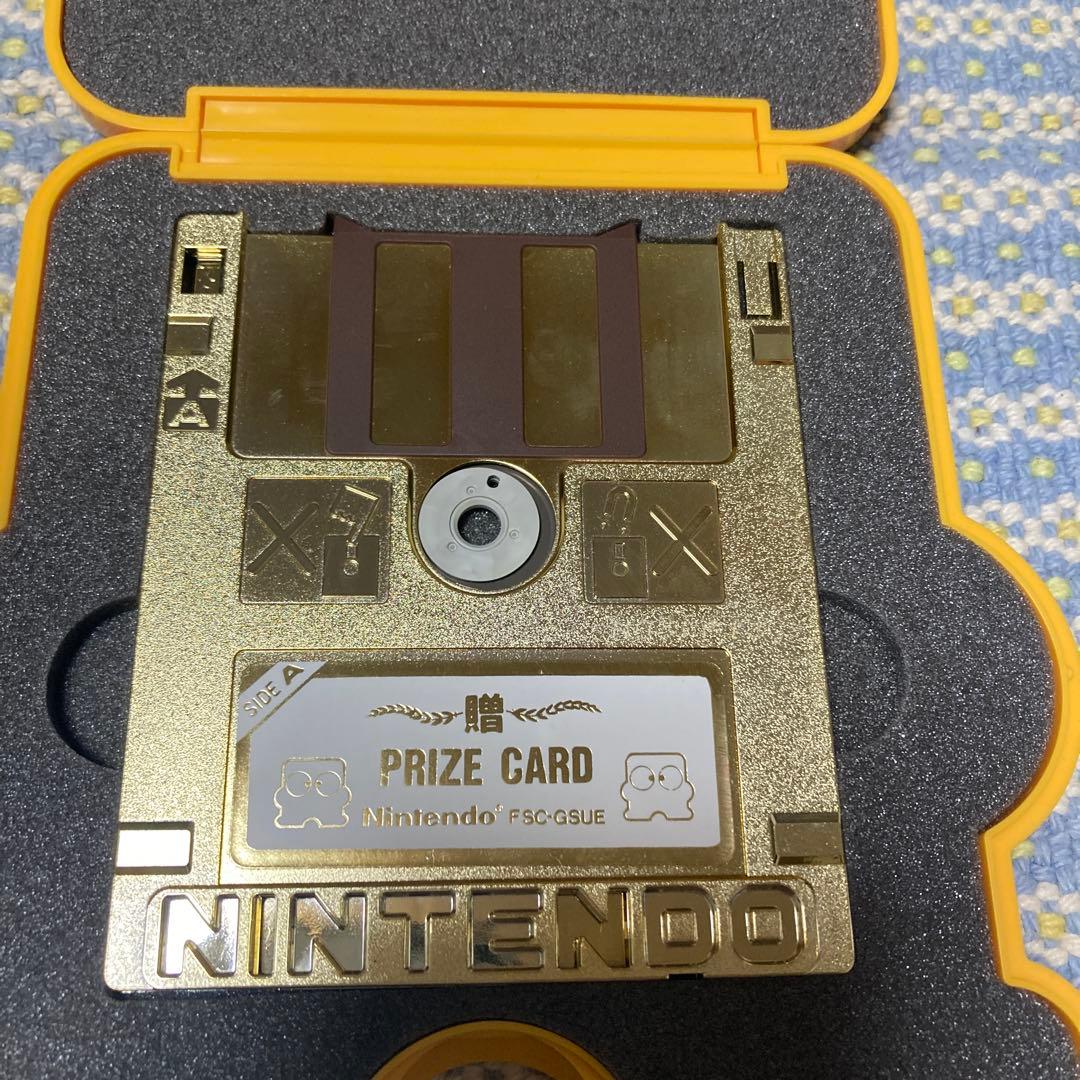 A
SIDE A
贈
PRIZE CARD
Nintendo® FSC-GSUE
NINTENDO